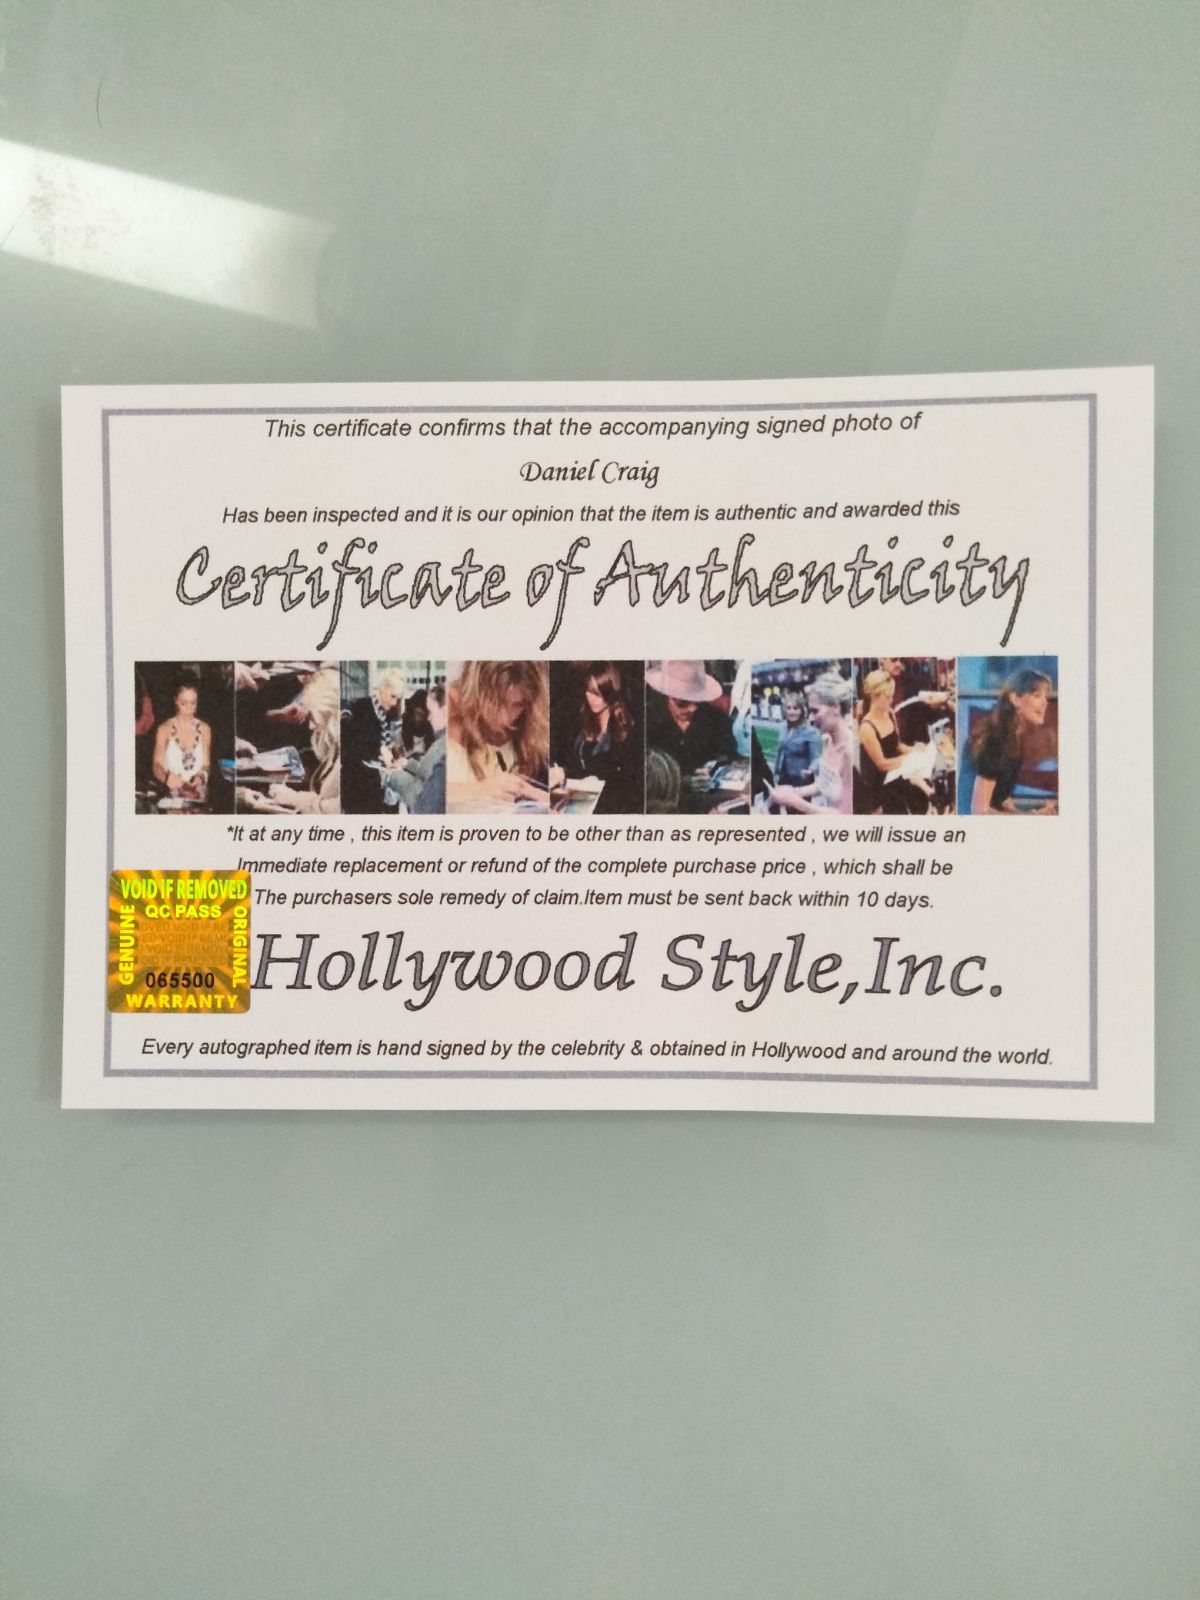 This certificate confirms that the accompanying signed photo of
Daniel Craig
Has been inspected and it is our opinion that the item is authentic and awarded this
Certificate of Authenticity
*It at any time , this item is proven to be other than as represented , we will issue an
Immediate replacement or refund of the complete purchase price , which shall be
The purchasers sole remedy of claim.Item must be sent back within 10 days.
VOID IF REMOVED
QC PASS
GENUINE
ORIGINAL
065500
WARRANTY
Hollywood Style,Inc.
Every autographed item is hand signed by the celebrity & obtained in Hollywood and around the world.